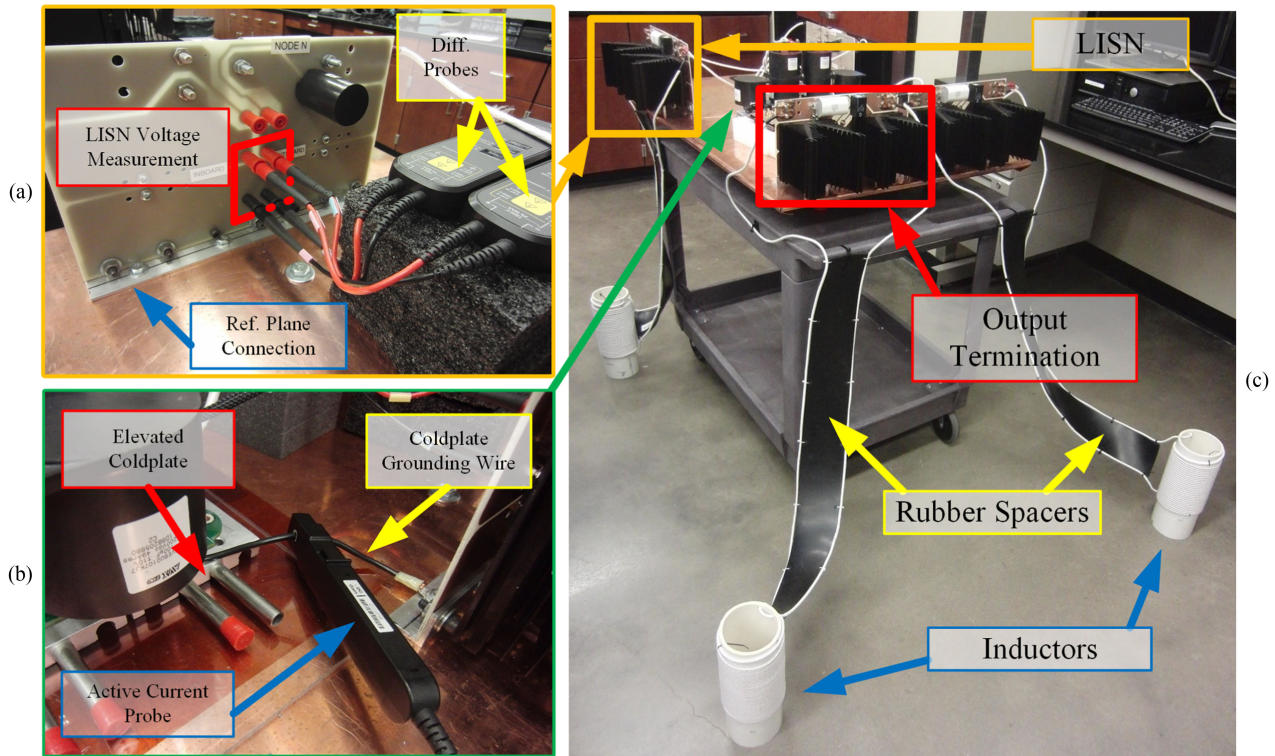 (a)
NODE N
Diff.
Probes
LISN Voltage
Measurement
INBOARD
Ref. Plane
Connection
(b)
Elevated
Coldplate
Coldplate
Grounding Wire
Active Current
Probe
(c)
LISN
Output
Termination
Rubber Spacers
Inductors